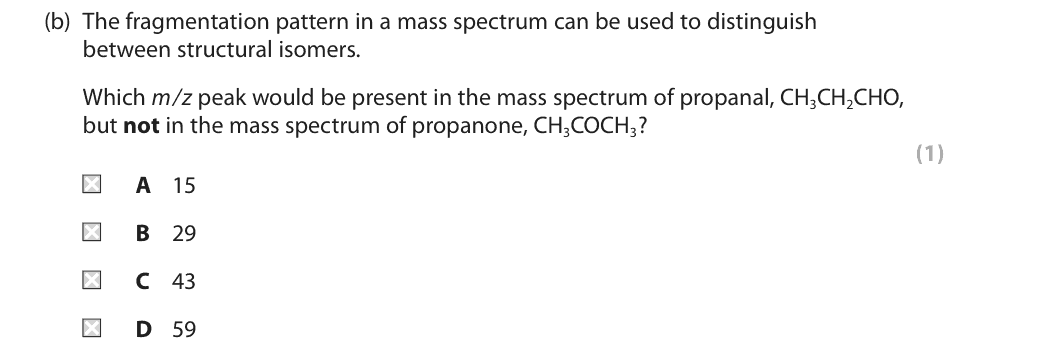 (b) The fragmentation pattern in a mass spectrum can be used to distinguish
between structural isomers.
Which m/z peak would be present in the mass spectrum of propanal, CH₃CH₂CHO,
but not in the mass spectrum of propanone, CH₃COCH₃?
(1)
A 15
B 29
C 43
D 59